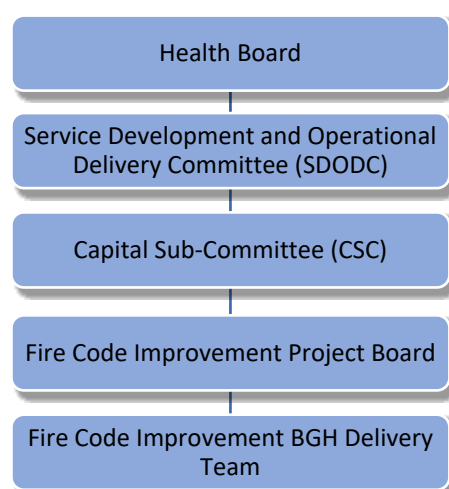 Health Board
Service Development and Operational
Delivery Committee (SDODC)
Capital Sub-Committee (CSC)
Fire Code Improvement Project Board
Fire Code Improvement BGH Delivery
Team